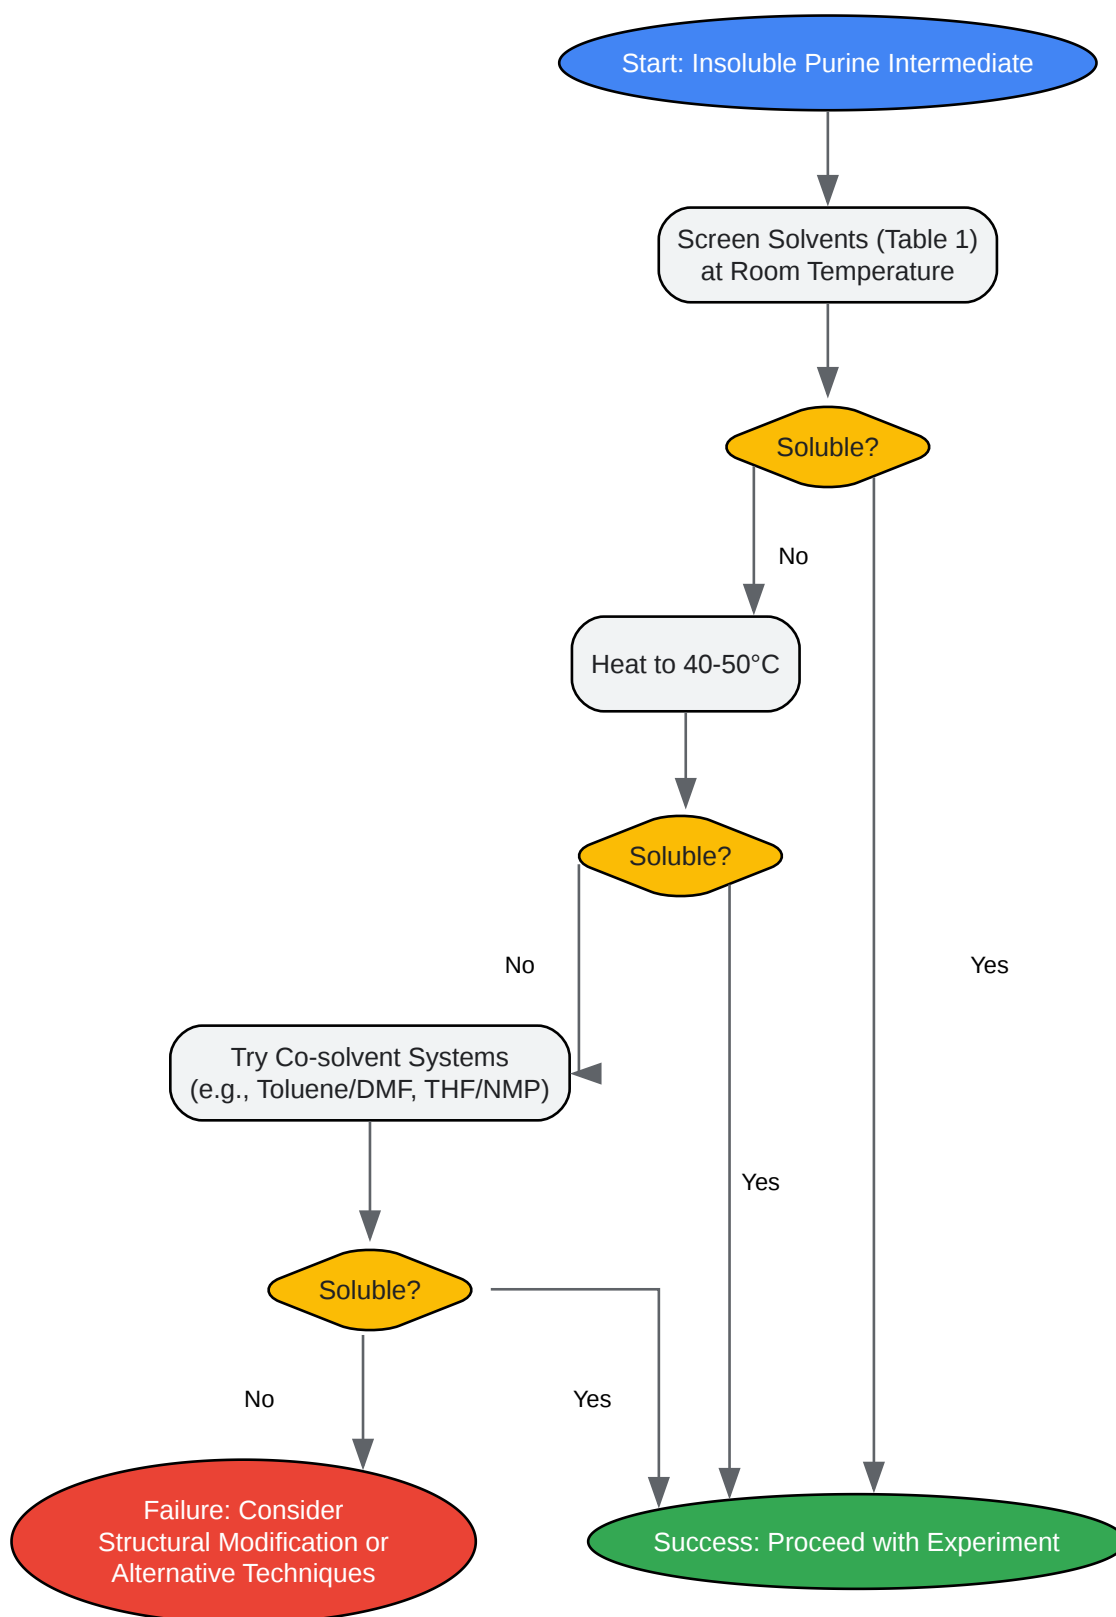 Start: Insoluble Purine Intermediate
Screen Solvents (Table 1)
at Room Temperature
Soluble?
No
Heat to 40-50°C
Soluble?
No
Yes
Try Co-solvent Systems
(e.g., Toluene/DMF, THF/NMP)
Yes
Soluble?
No
Yes
Failure: Consider
Structural Modification or
Alternative Techniques
Success: Proceed with Experiment